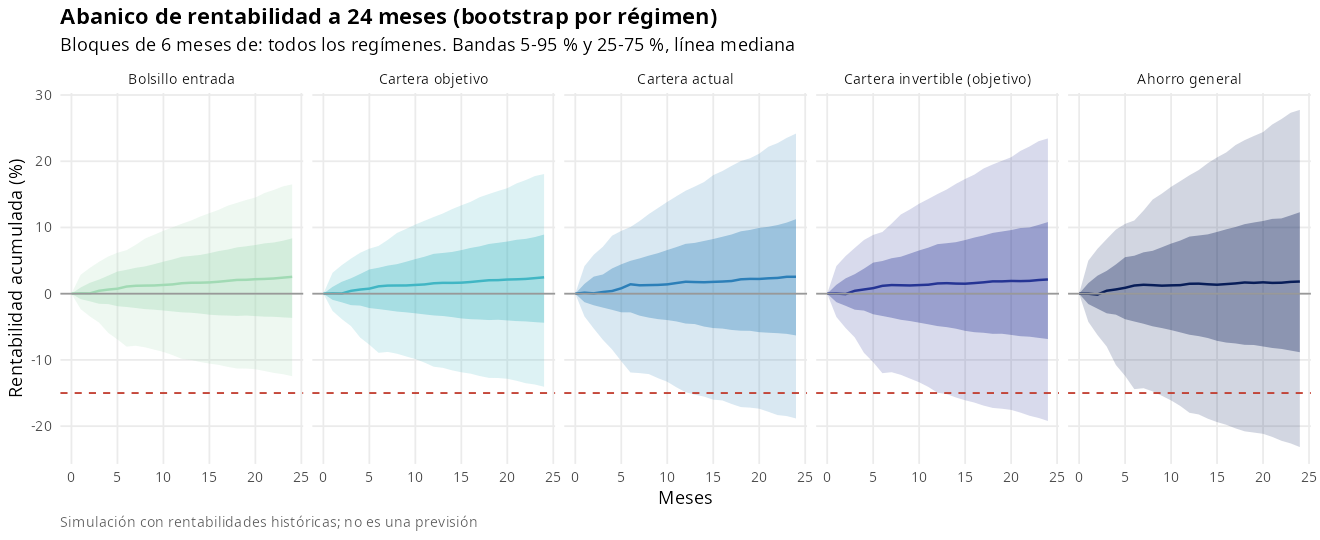 Abanico de rentabilidad a 24 meses (bootstrap por régimen)
Bloques de 6 meses de: todos los regímenes. Bandas 5-95 % y 25-75 %, línea mediana
Bolsillo entrada
Cartera objetivo
Cartera actual
Cartera invertible (objetivo)
Ahorro general
Rentabilidad acumulada (%)
30
20
10
0
-10
-20
0 5 10 15 20 25
0 5 10 15 20 25
0 5 10 15 20 25
0 5 10 15 20 25
0 5 10 15 20 25
Meses
Simulación con rentabilidades históricas; no es una previsión